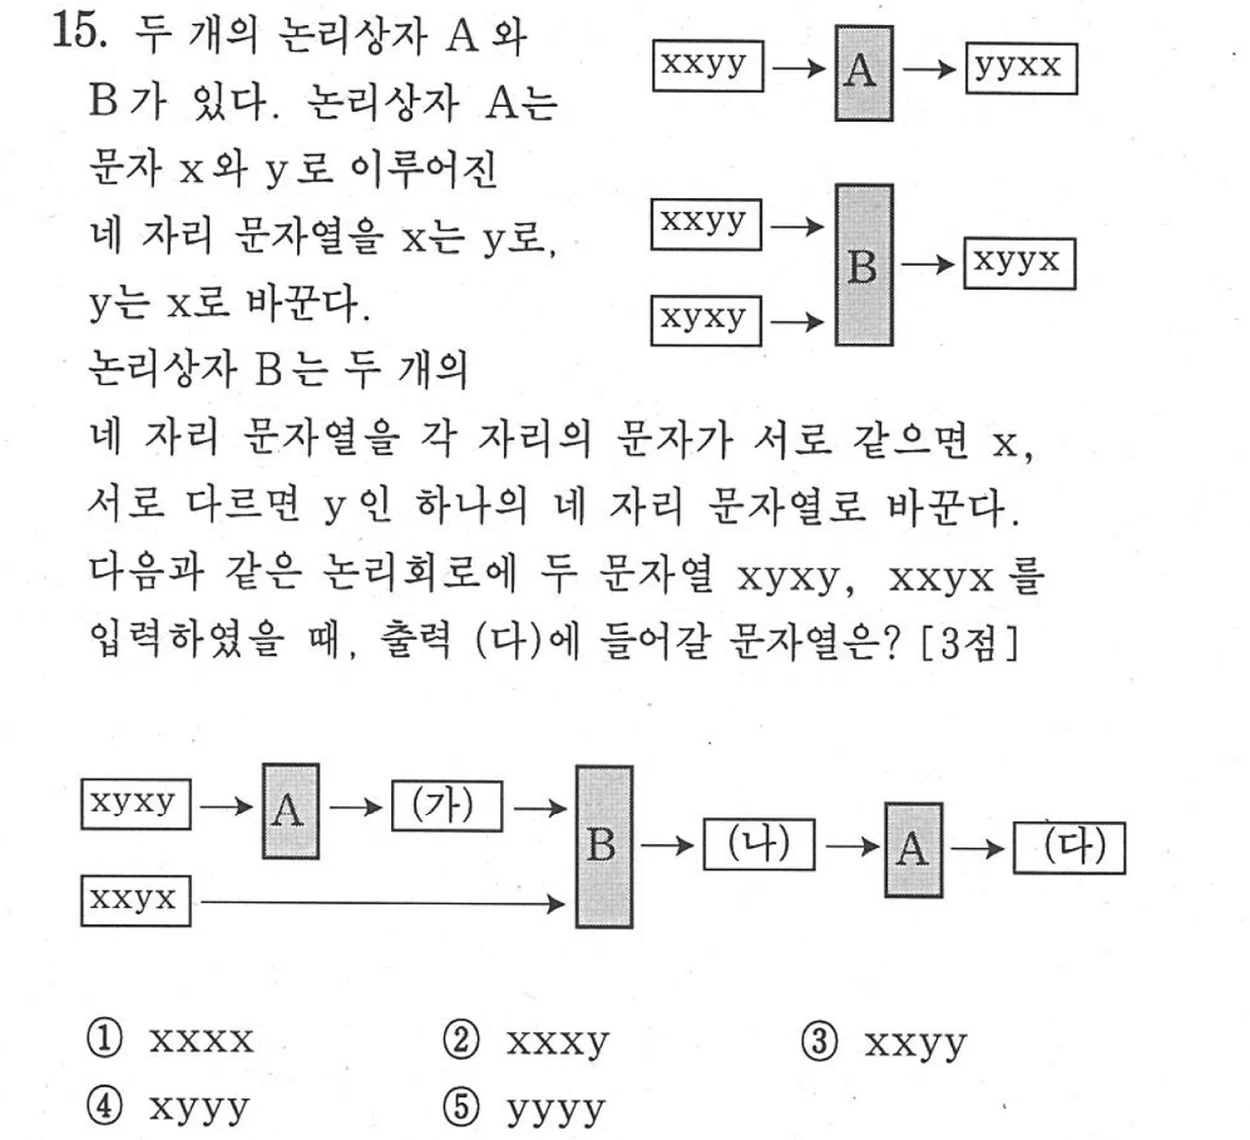 15. 두 개의 논리상자 A 와
B가 있다. 논리상자 A는
문자 x와 y로 이루어진
네 자리 문자열을 x는 y로,
y는 x로 바꾼다.
논리상자 B는 두 개의
xxyy A yyxx
xxyy
B xyyx
xyxy
네 자리 문자열을 각 자리의 문자가 서로 같으면 x,
서로 다르면 y인 하나의 네 자리 문자열로 바꾼다.
다음과 같은 논리회로에 두 문자열 xyxy, xxyx를
입력하였을 때, 출력 (다)에 들어갈 문자열은? [3점]
xyxy A (가)
B (나) A (다)
xxyx
① xxxx ② xxxy ③ xxyy
④ xyyy ⑤ yyyy